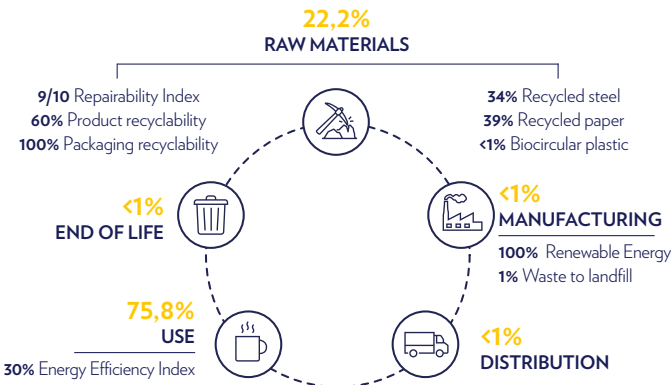 22,2%
RAW MATERIALS
9/10 Repairability Index
60% Product recyclability
100% Packaging recyclability
34% Recycled steel
39% Recycled paper
<1% Biocircular plastic
<1%
END OF LIFE
<1%
MANUFACTURING
100% Renewable Energy
1% Waste to landfill
75,8%
USE
30% Energy Efficiency Index
<1%
DISTRIBUTION